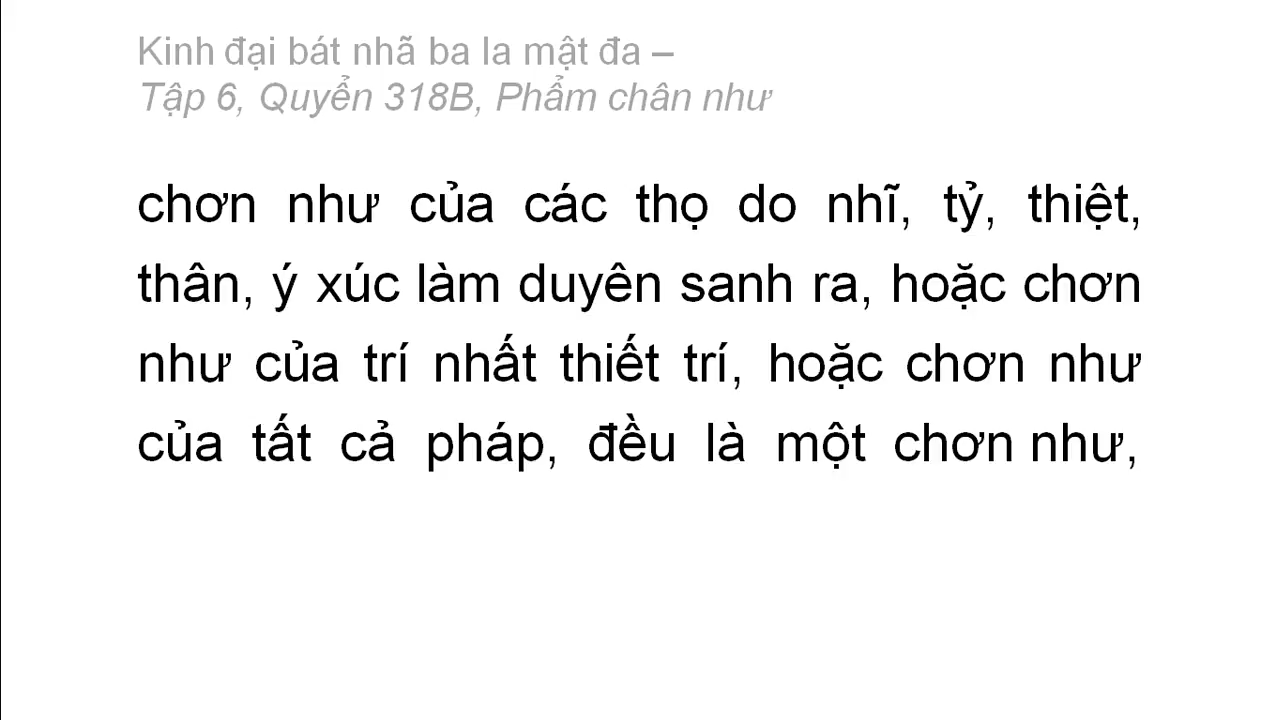 Kinh đại bát nhã ba la mật đa –
Tập 6, Quyển 318B, Phẩm chân như
chơn như của các thọ do nhĩ, tỷ, thiệt,
thân, ý xúc làm duyên sanh ra, hoặc chơn
như của trí nhất thiết trí, hoặc chơn như
của tất cả pháp, đều là một chơn như,